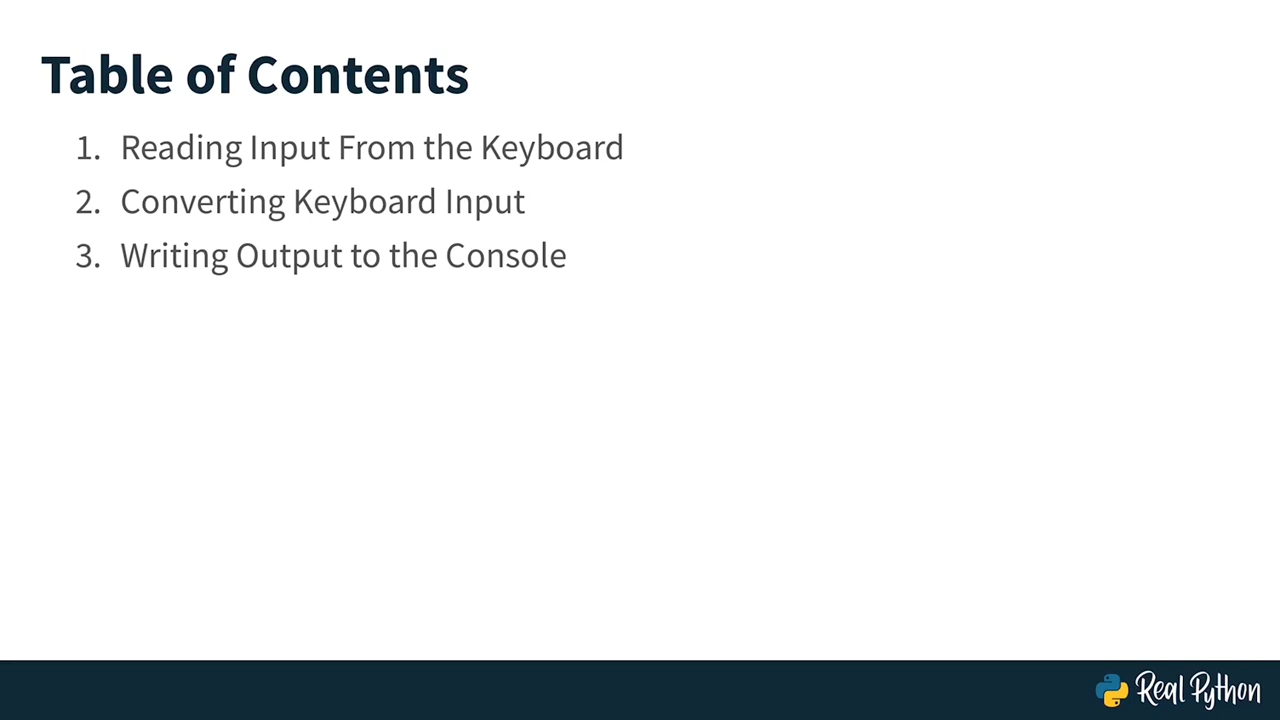 Table of Contents
1. Reading Input From the Keyboard
2. Converting Keyboard Input
3. Writing Output to the Console
Real Python